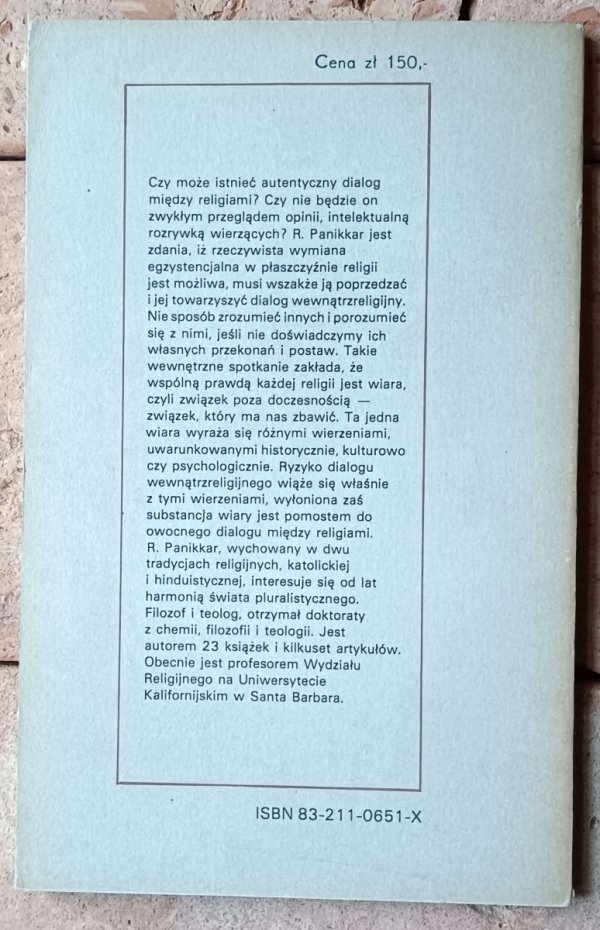 Cena zł 150,-
Czy może istnieć autentyczny dialog
między religiami? Czy nie będzie on
zwykłym przeglądem opinii, intelektualną
rozrywką wierzących? R. Panikkar jest
zdania, iż rzeczywista wymiana
egzystencjalna w płaszczyźnie religii
jest możliwa, musi wszakże ją poprzedzać
i jej towarzyszyć dialog wewnątrzreligijny.
Nie sposób zrozumieć innych i porozumieć
się z nimi, jeśli nie doświadczymy ich
własnych przekonań i postaw. Takie
wewnętrzne spotkanie zakłada, że
wspólną prawdą każdej religii jest wiara,
czyli związek poza doczesnością —
związek, który ma nas zbawić. Ta jedna
wiara wyraża się różnymi wierzeniami,
uwarunkowanymi historycznie, kulturowo
czy psychologicznie. Ryzyko dialogu
wewnątrzreligijnego wiąże się właśnie
z tymi wierzeniami, wyłoniona zaś
substancja wiary jest pomostem do
owocnego dialogu między religiami.
R. Panikkar, wychowany w dwu
tradycjach religijnych, katolickiej
i hinduistycznej, interesuje się od lat
harmonią świata pluralistycznego.
Filozof i teolog, otrzymał doktoraty
z chemii, filozofii i teologii. Jest
autorem 23 książek i kilkuset artykułów.
Obecnie jest profesorem Wydziału
Religijnego na Uniwersytecie
Kalifornijskim w Santa Barbara.
ISBN 83-211-0651-X